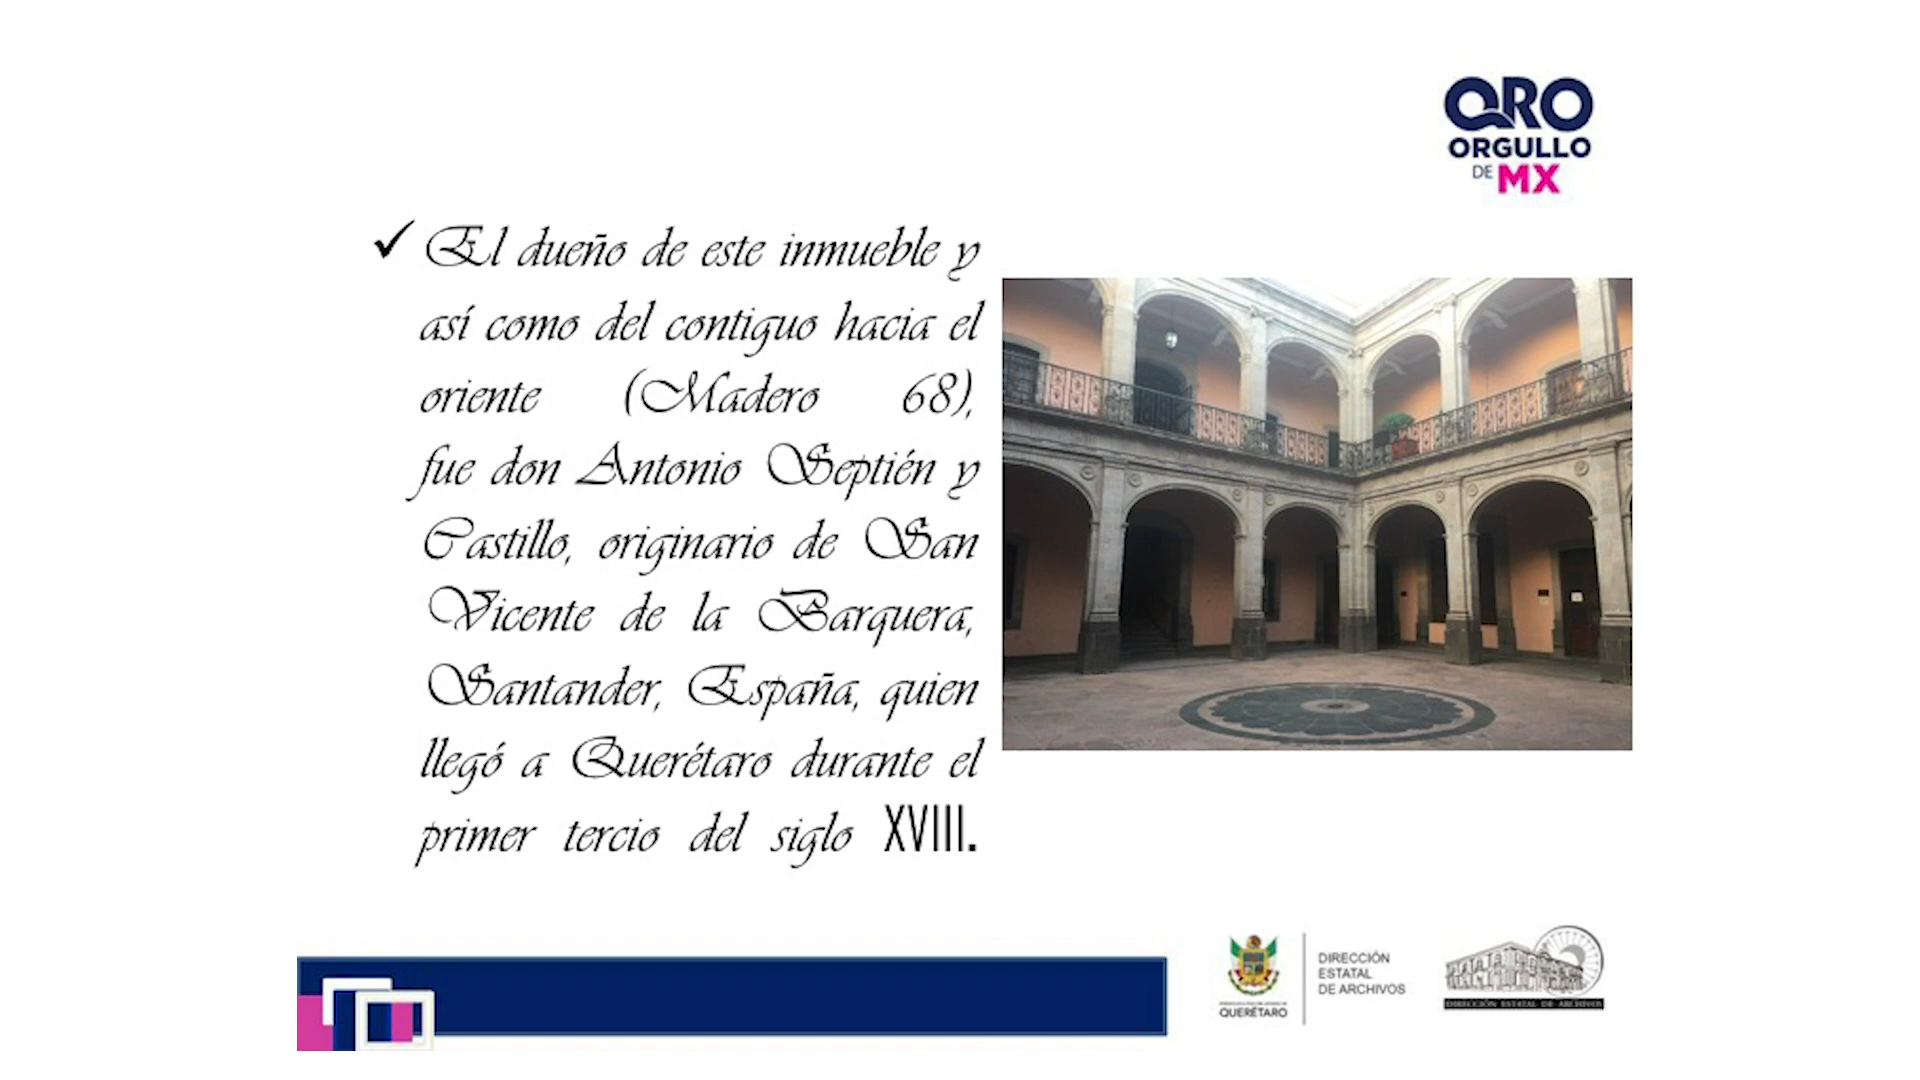 QRO
ORGULLO
DE MX
✓ El dueño de este inmueble y
así como del contiguo hacia el
oriente (Madero 68),
fue don Antonio Septién y
Castillo, originario de San
Vicente de la Barquera,
Santander, España, quien
llegó a Querétaro durante el
primer tercio del siglo XVIII.
QUERÉTARO
DIRECCIÓN
ESTATAL
DE ARCHIVOS
DIRECCIÓN ESTATAL DE ARCHIVOS